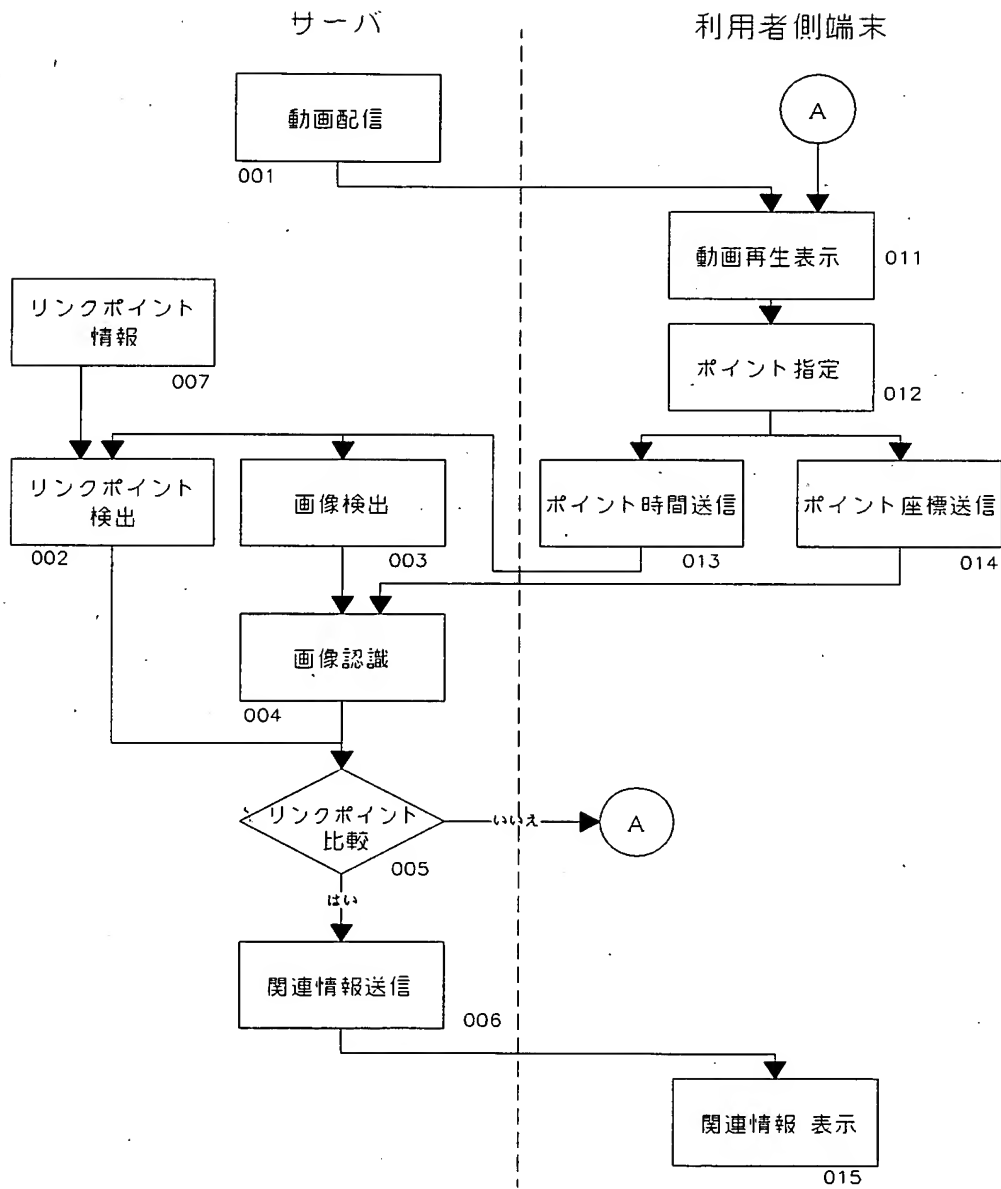 サーバ
利用者側端末
動画配信
001
A
動画再生表示
011
リンクポイント
情報
007
ポイント指定
012
リンクポイント
検出
002
画像検出
003
ポイント時間送信
013
ポイント座標送信
014
画像認識
004
リンクポイント
比較
005
いいえ
A
はい
関連情報送信
006
関連情報 表示
015